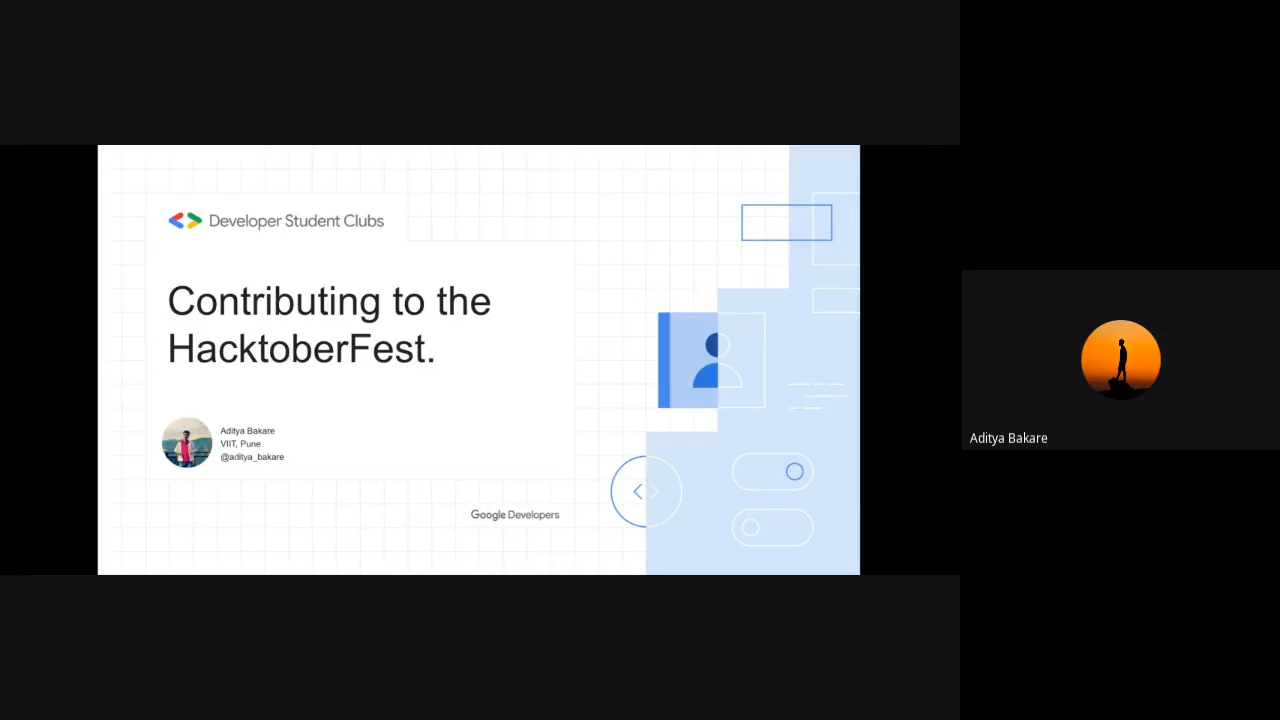 Developer Student Clubs
Contributing to the
HacktoberFest.
Aditya Bakare
VIIT, Pune
@aditya_bakare
Google Developers
Aditya Bakare